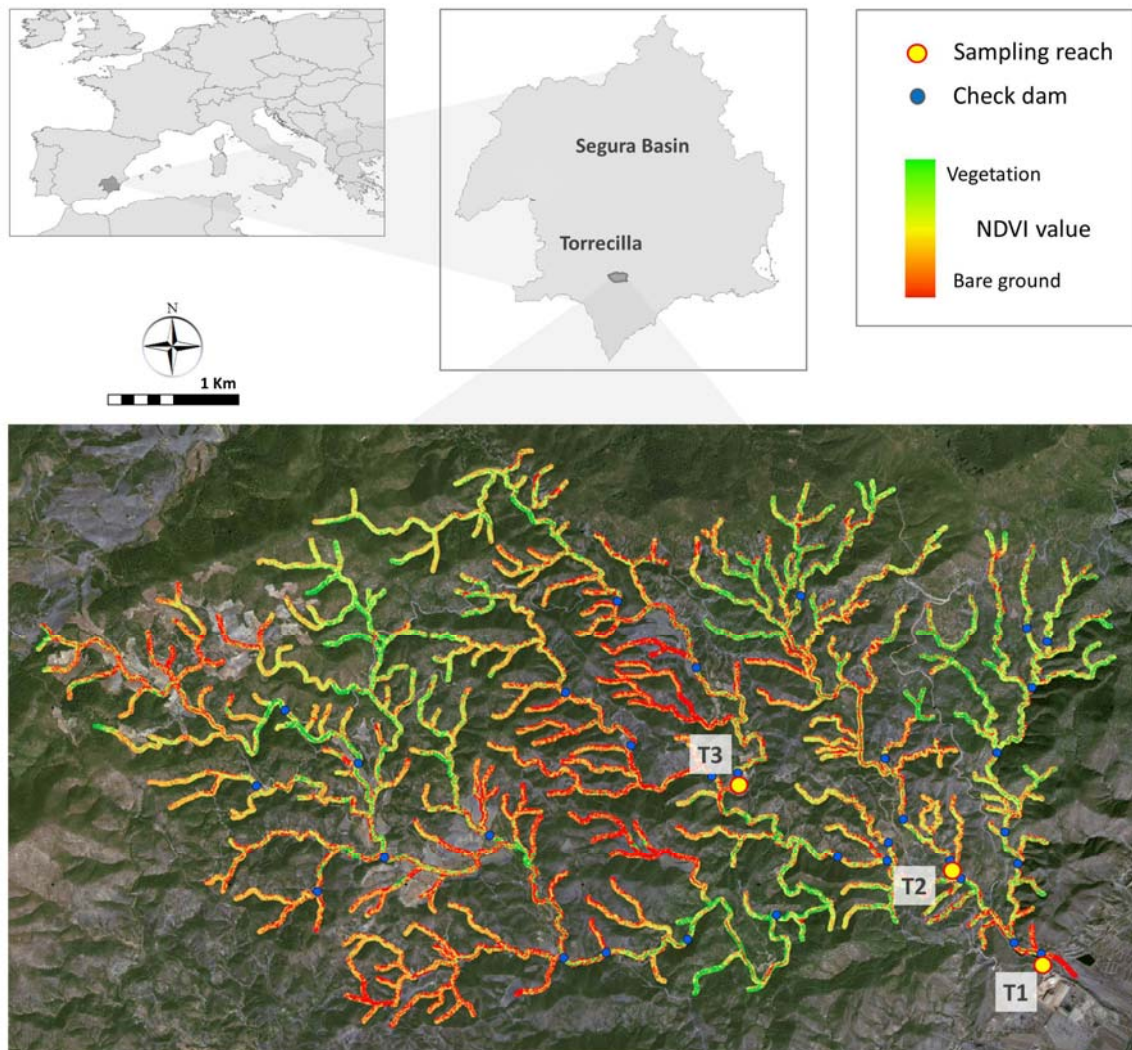 Segura Basin
Torrecilla
Sampling reach
Check dam
Vegetation
NDVI value
Bare ground
N
1 Km
T3
T2
T1